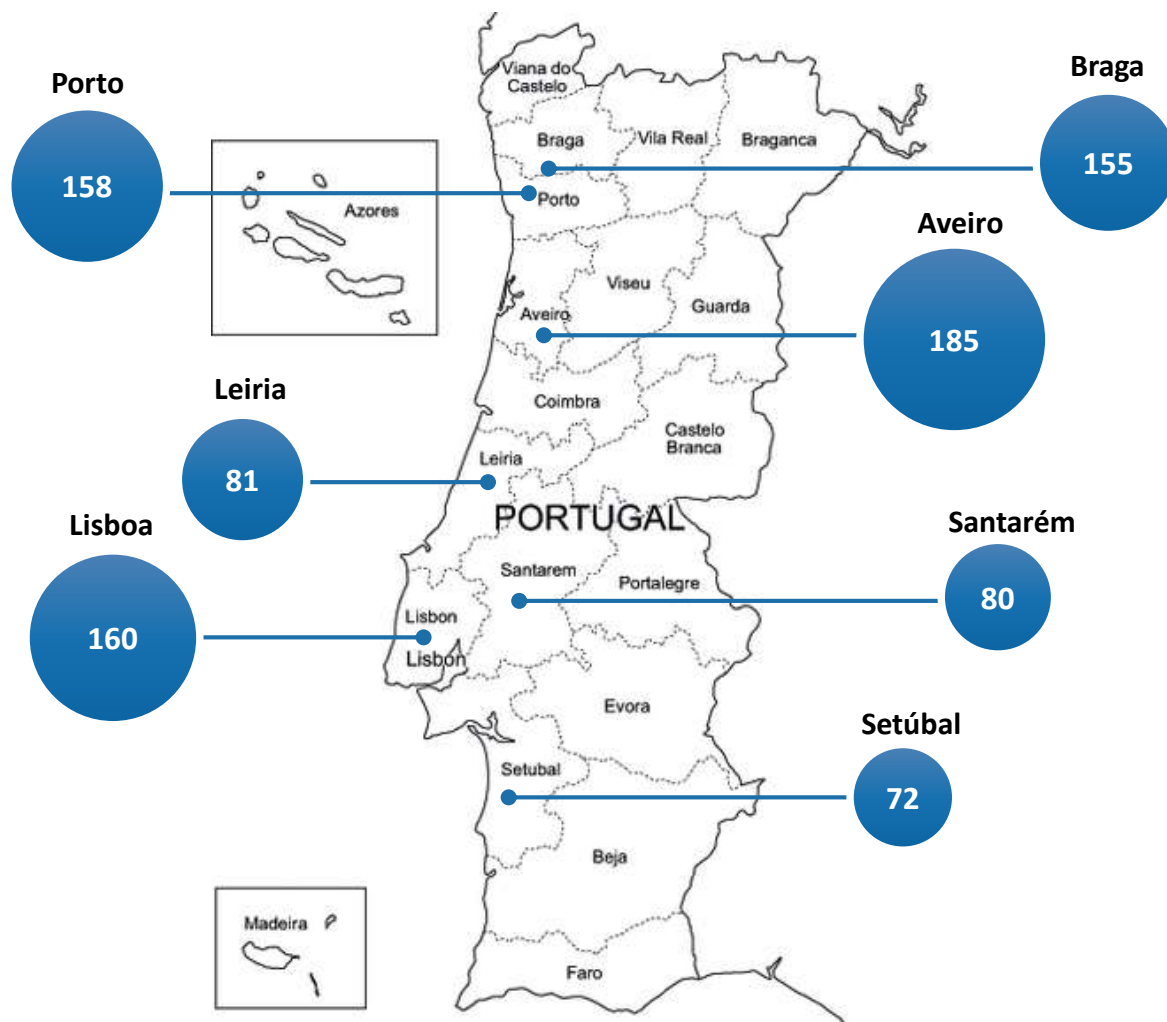 Porto
158
Braga
155
Viana do
Castelo
Braga
Vila Real
Braganca
Porto
Azores
Aveiro
185
Viseu
Guarda
Aveiro
Leiria
81
Coimbra
Castelo
Branca
Leiria
PORTUGAL
Lisboa
160
Santarém
80
Santarem
Portalegre
Lisbon
Lisbon
Evora
Setúbal
72
Setubal
Beja
Madeira
Faro